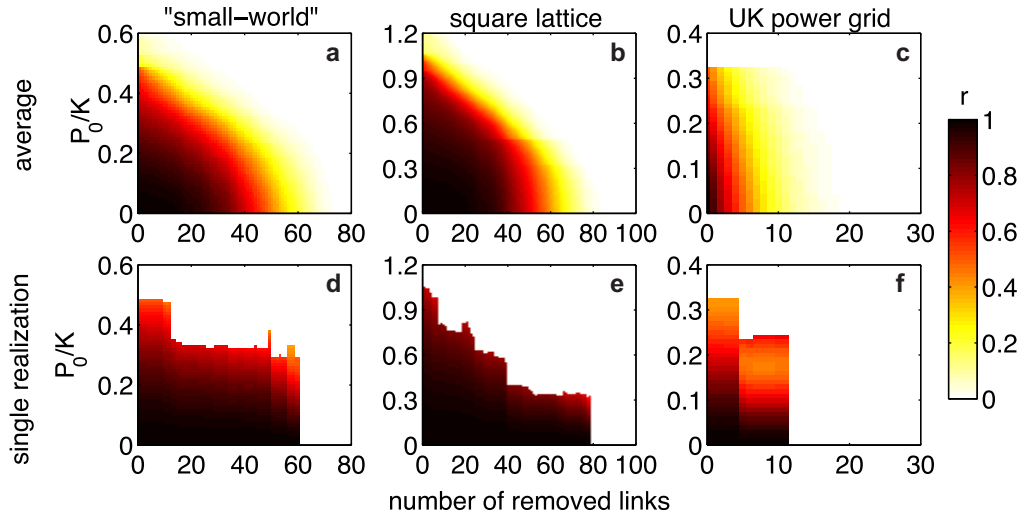 "small−world"
square lattice
UK power grid
average
P0/K
0.6
0.4
0.2
0
a
0 20 40 60 80
1.2
0.9
0.6
0.3
0
b
0 20 40 60 80 100
0.4
0.3
0.2
0.1
0
c
0 10 20 30
r
1
0.8
0.6
0.4
0.2
0
single realization
P0/K
0.6
0.4
0.2
0
d
0 20 40 60 80
1.2
0.9
0.6
0.3
0
e
0 20 40 60 80 100
0.4
0.3
0.2
0.1
0
f
0 10 20 30
number of removed links